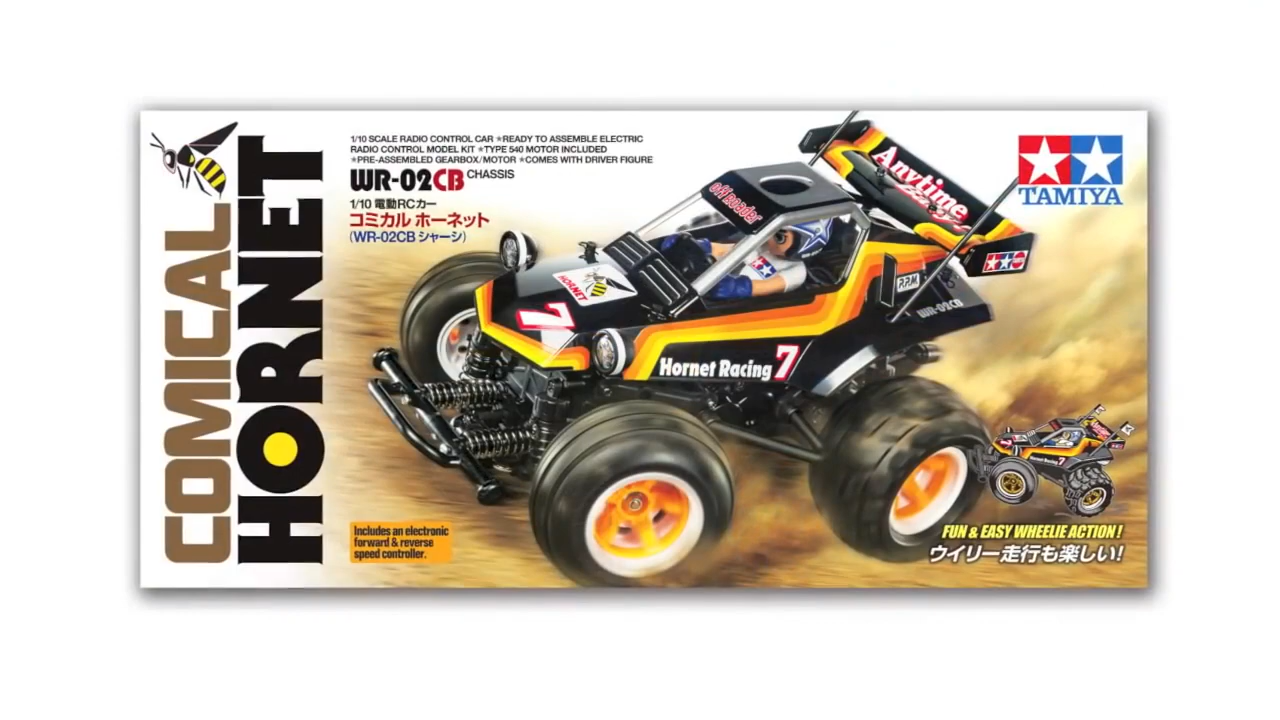 COMICAL
HORNET
1/10 SCALE RADIO CONTROL CAR ★READY TO ASSEMBLE ELECTRIC
RADIO CONTROL MODEL KIT ★TYPE 540 MOTOR INCLUDED
★PRE-ASSEMBLED GEARBOX/MOTOR ★COMES WITH DRIVER FIGURE
WR-02CB CHASSIS
1/10 電動RCカー
コミカル ホーネット
(WR-02CB シャーシ)
TAMIYA
Anytime
off Roader
HORNET
7
R.P.M.
WR-02CB
Hornet Racing 7
Hornet Racing 7
Includes an electronic
forward & reverse
speed controller.
FUN & EASY WHEELIE ACTION!
ウイリー走行も楽しい!